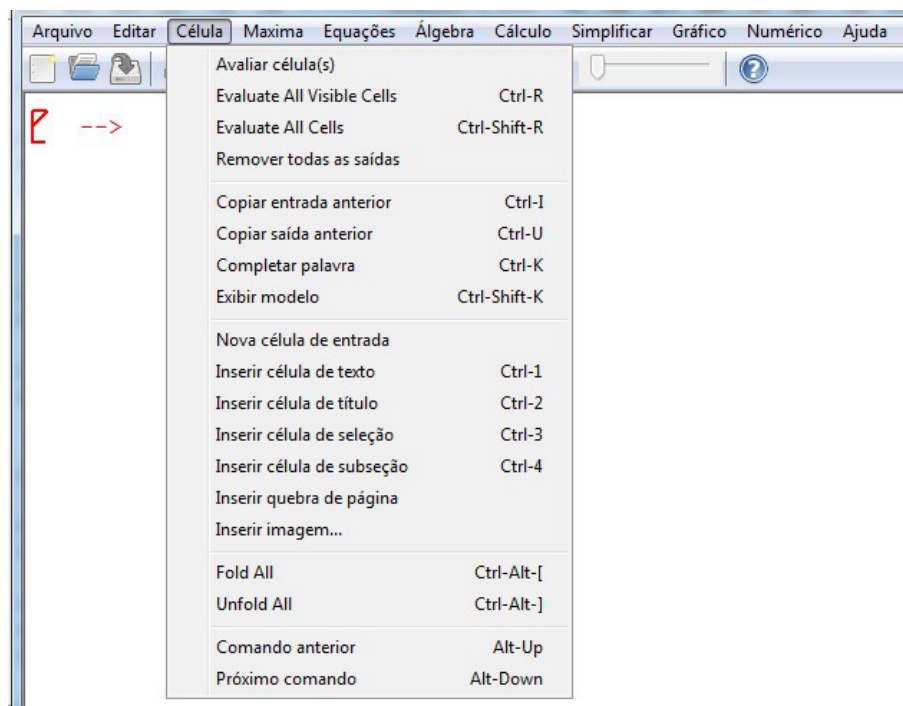 Arquivo Editar Célula Maxima Equações Álgebra Cálculo Simplificar Gráfico Numérico Ajuda
-->
Avaliar célula(s)
Evaluate All Visible Cells Ctrl-R
Evaluate All Cells Ctrl-Shift-R
Remover todas as saídas
Copiar entrada anterior Ctrl-I
Copiar saída anterior Ctrl-U
Completar palavra Ctrl-K
Exibir modelo Ctrl-Shift-K
Nova célula de entrada
Inserir célula de texto Ctrl-1
Inserir célula de título Ctrl-2
Inserir célula de seleção Ctrl-3
Inserir célula de subseção Ctrl-4
Inserir quebra de página
Inserir imagem...
Fold All Ctrl-Alt-[
Unfold All Ctrl-Alt-]
Comando anterior Alt-Up
Próximo comando Alt-Down